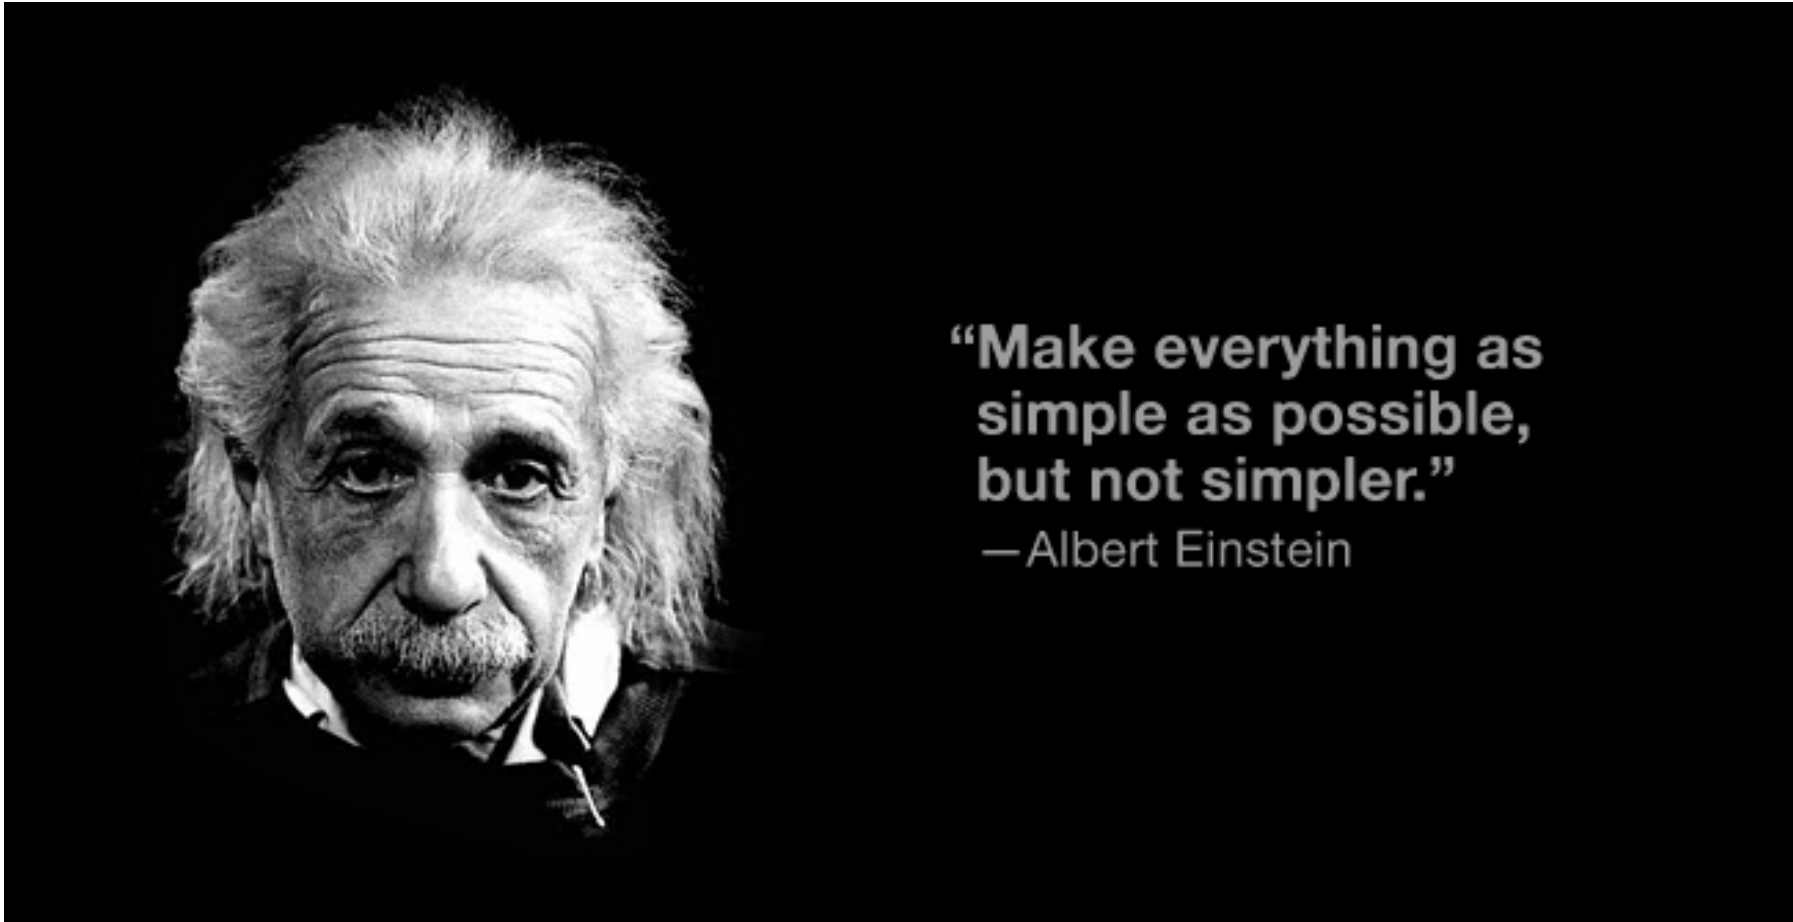 “Make everything as
simple as possible,
but not simpler.”
—Albert Einstein